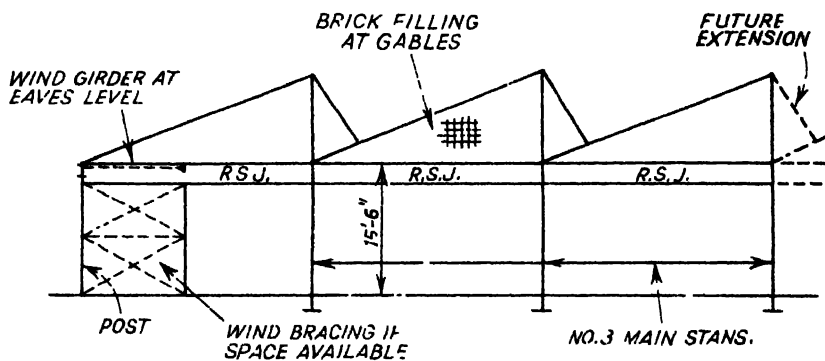 BRICK FILLING
AT GABLES
FUTURE
EXTENSION
WIND GIRDER AT
EAVES LEVEL
R S J.
R.S.J.
R.S.J.
15'-6"
POST
WIND BRACING IF
SPACE AVAILABLE
NO.3 MAIN STANS.